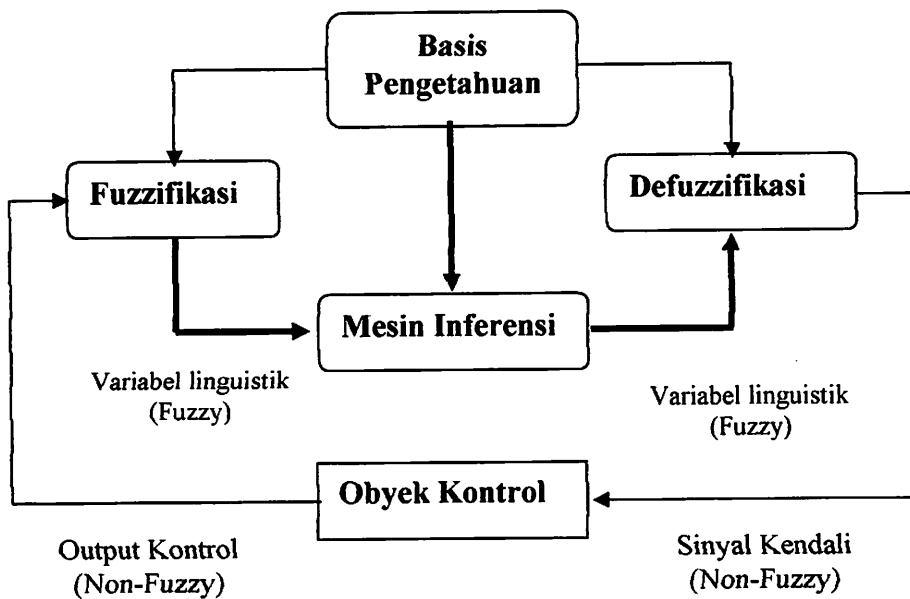 Basis
Pengetahuan
Fuzzifikasi
Defuzzifikasi
Mesin Inferensi
Variabel linguistik
(Fuzzy)
Variabel linguistik
(Fuzzy)
Obyek Kontrol
Output Kontrol
(Non-Fuzzy)
Sinyal Kendali
(Non-Fuzzy)